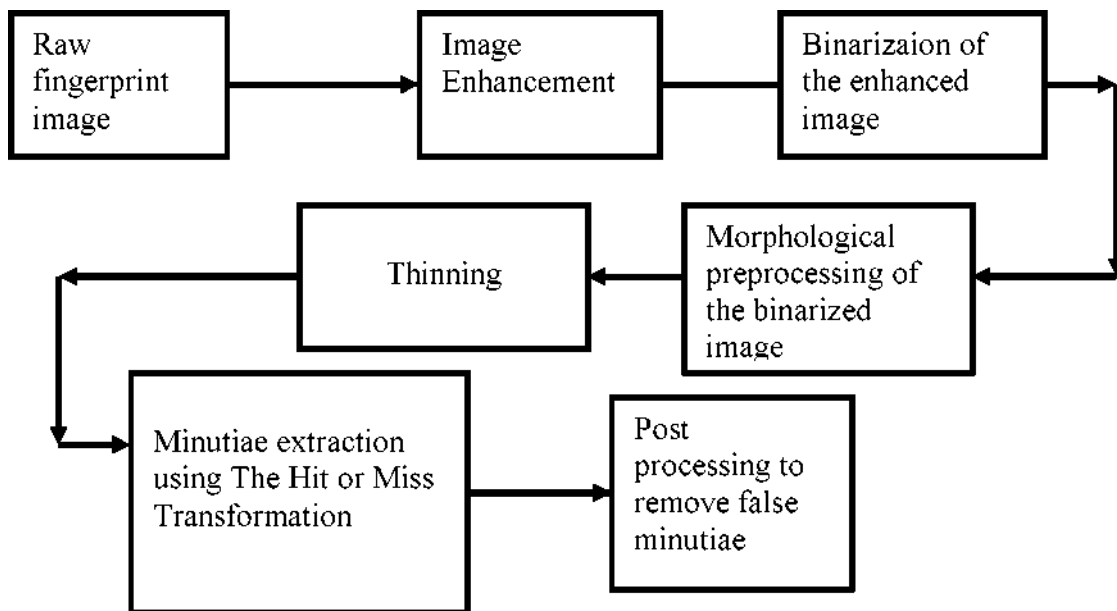 Raw
fingerprint
image
Image
Enhancement
Binarizaion of
the enhanced
image
Morphological
preprocessing of
the binarized
image
Thinning
Minutiae extraction
using The Hit or Miss
Transformation
Post
processing to
remove false
minutiae